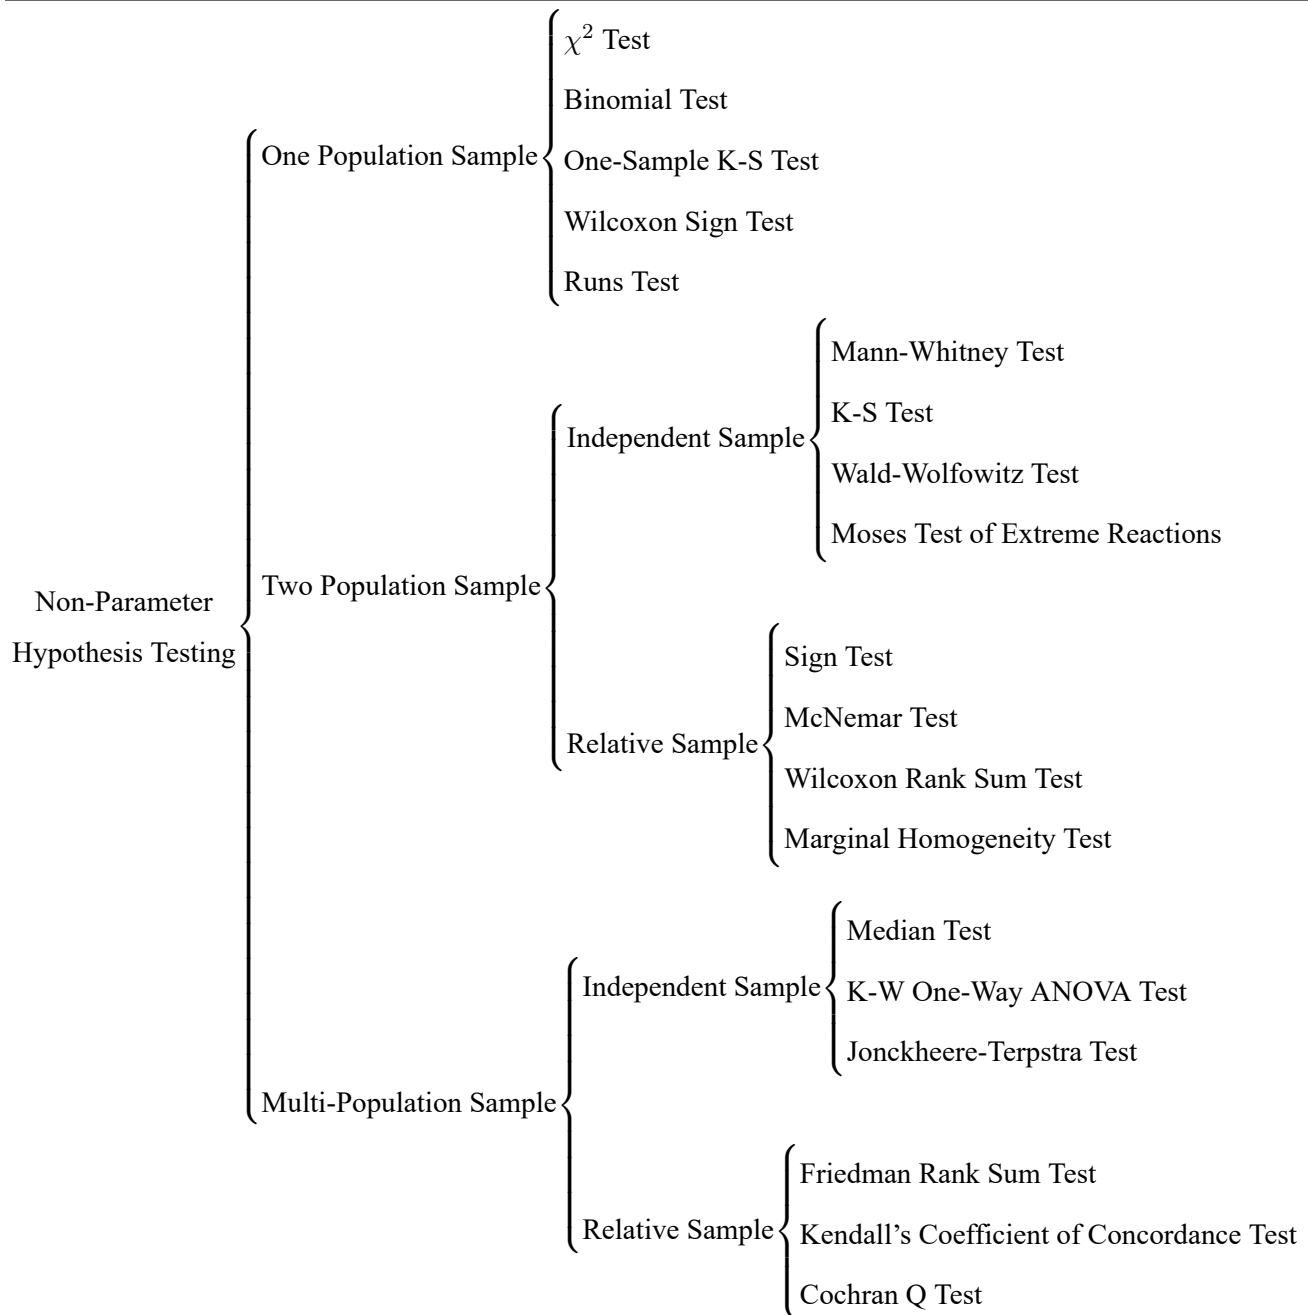 Non-Parameter
Hypothesis Testing
One Population Sample
χ² Test
Binomial Test
One-Sample K-S Test
Wilcoxon Sign Test
Runs Test
Two Population Sample
Independent Sample
Mann-Whitney Test
K-S Test
Wald-Wolfowitz Test
Moses Test of Extreme Reactions
Relative Sample
Sign Test
McNemar Test
Wilcoxon Rank Sum Test
Marginal Homogeneity Test
Multi-Population Sample
Independent Sample
Median Test
K-W One-Way ANOVA Test
Jonckheere-Terpstra Test
Relative Sample
Friedman Rank Sum Test
Kendall’s Coefficient of Concordance Test
Cochran Q Test